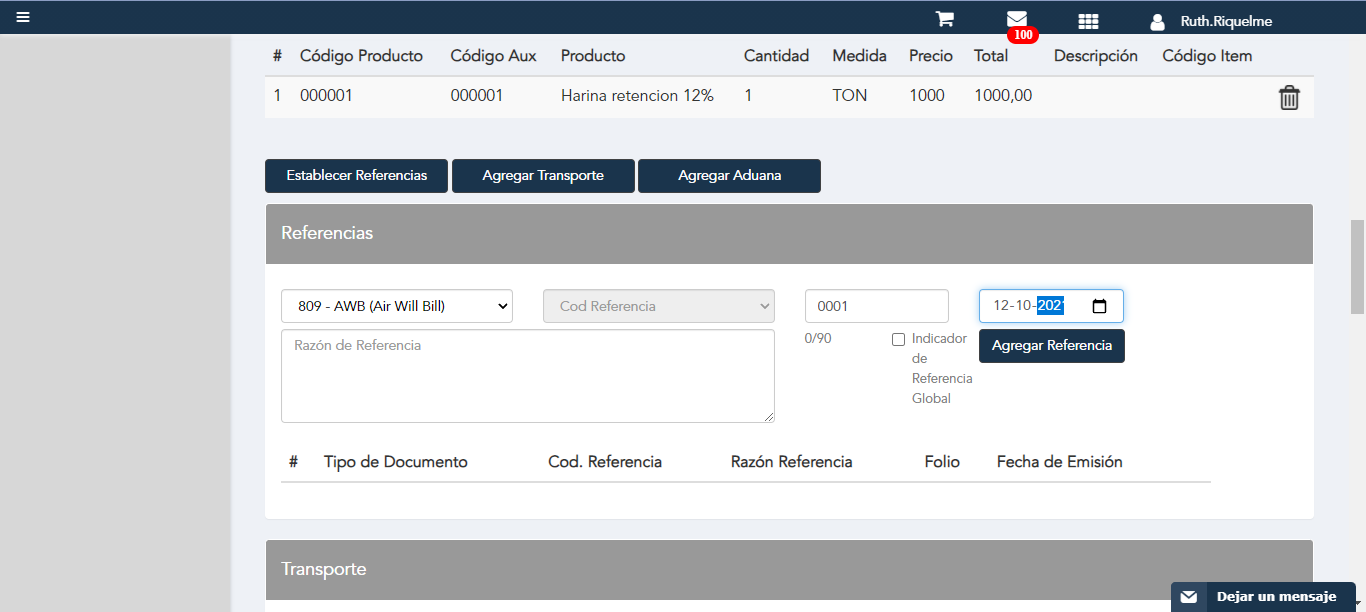 100
Ruth.Riquelme
# Código Producto Código Aux Producto Cantidad Medida Precio Total Descripción Código Item
1 000001 000001 Harina retencion 12% 1 TON 1000 1000,00
Establecer Referencias Agregar Transporte Agregar Aduana
Referencias
809 - AWB (Air Will Bill) Cod Referencia 0001 12-10-2021
Razón de Referencia
0/90
Indicador
de
Referencia
Global
Agregar Referencia
# Tipo de Documento Cod. Referencia Razón Referencia Folio Fecha de Emisión
Transporte
Dejar un mensaje